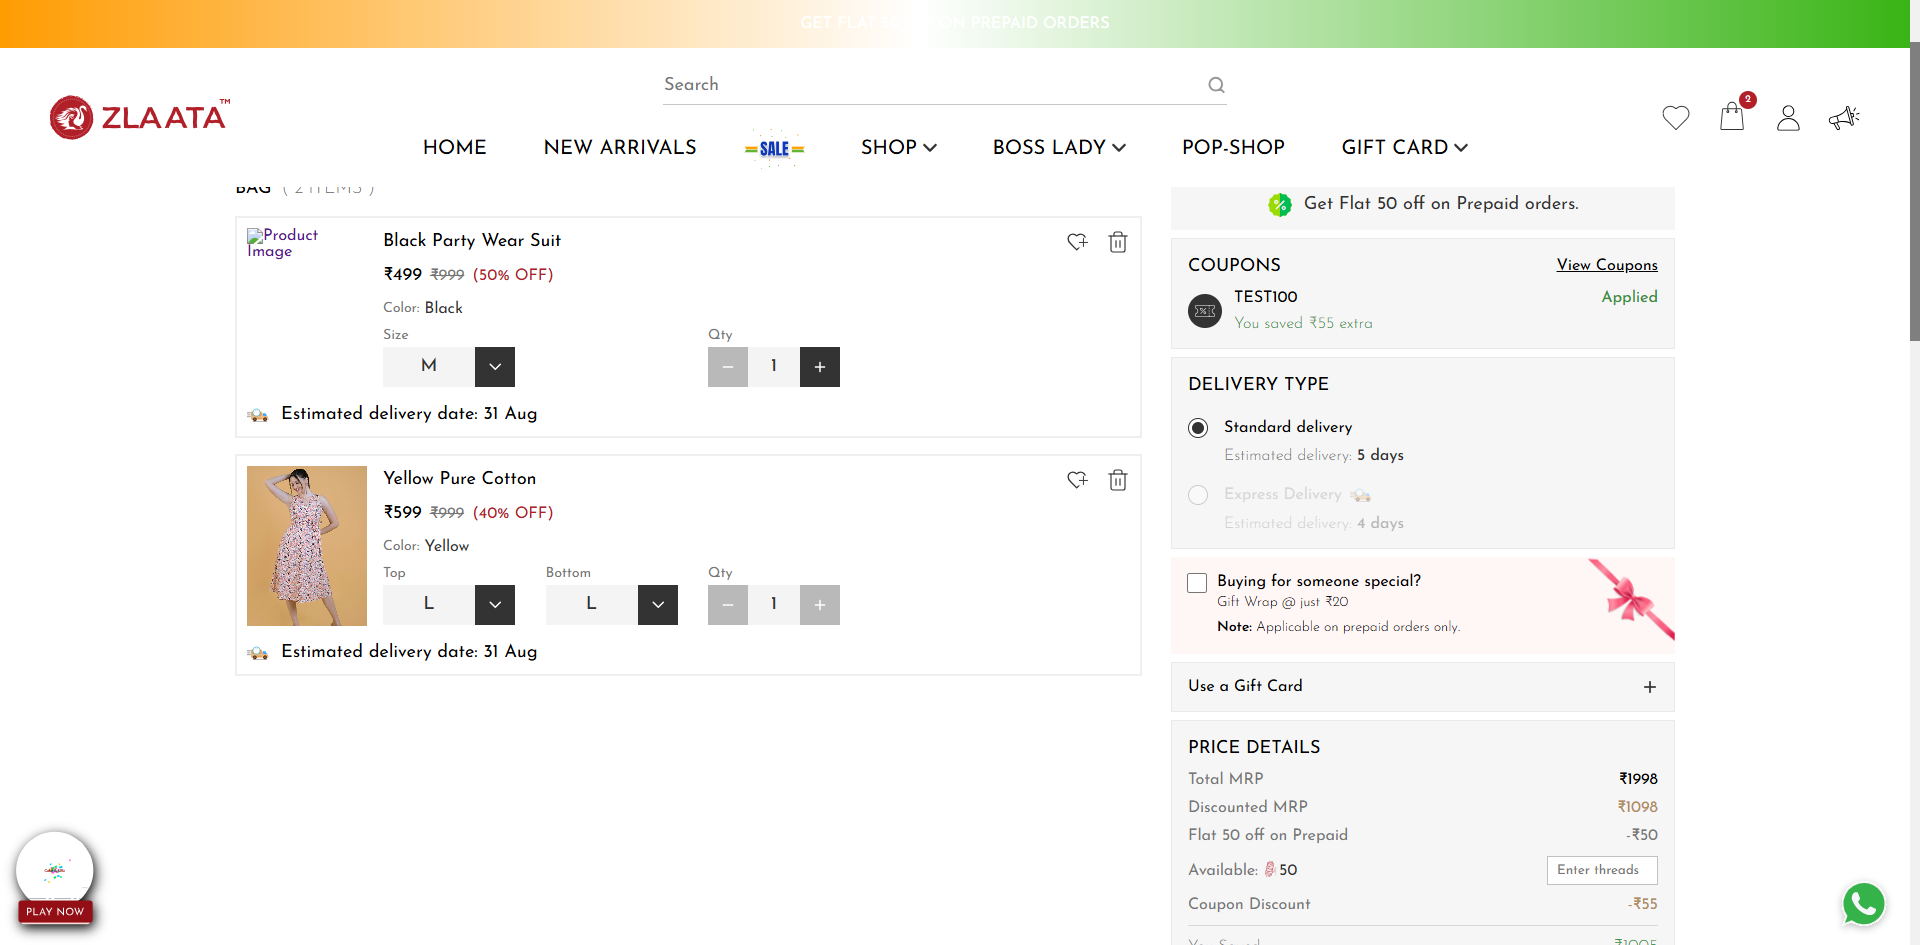 GET FLAT 50 OFF ON PREPAID ORDERS
Search
ZLAATA™
2
HOME
NEW ARRIVALS
SALE
SHOP
BOSS LADY
POP-SHOP
GIFT CARD
BAG ( 2 ITEMS )
Product Image
Black Party Wear Suit
₹499 ₹999 (50% OFF)
Color: Black
Size
Qty
M
1
Estimated delivery date: 31 Aug
Yellow Pure Cotton
₹599 ₹999 (40% OFF)
Color: Yellow
Top
Bottom
Qty
L
L
1
Estimated delivery date: 31 Aug
Get Flat 50 off on Prepaid orders.
COUPONS
View Coupons
TEST100
Applied
You saved ₹55 extra
DELIVERY TYPE
Standard delivery
Estimated delivery: 5 days
Express Delivery
Estimated delivery: 4 days
Buying for someone special?
Gift Wrap @ just ₹20
Note: Applicable on prepaid orders only.
Use a Gift Card
PRICE DETAILS
Total MRP ₹1998
Discounted MRP ₹1098
Flat 50 off on Prepaid -₹50
Available: 50
Enter threads
Coupon Discount -₹55
You Saved ₹1005
PLAY NOW